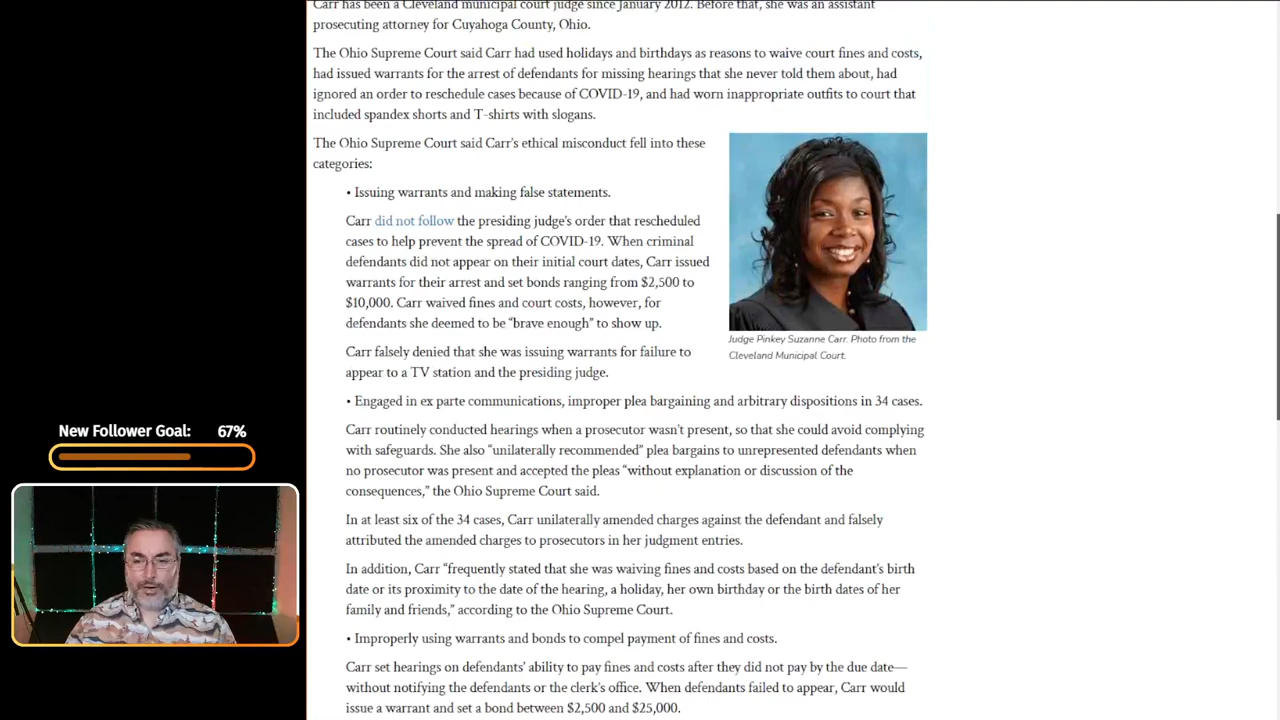 Carr has been a Cleveland municipal court judge since January 2012. Before that, she was an assistant
prosecuting attorney for Cuyahoga County, Ohio.
The Ohio Supreme Court said Carr had used holidays and birthdays as reasons to waive court fines and costs,
had issued warrants for the arrest of defendants for missing hearings that she never told them about, had
ignored an order to reschedule cases because of COVID-19, and had worn inappropriate outfits to court that
included spandex shorts and T-shirts with slogans.
The Ohio Supreme Court said Carr's ethical misconduct fell into these
categories:
• Issuing warrants and making false statements.
Carr did not follow the presiding judge's order that rescheduled
cases to help prevent the spread of COVID-19. When criminal
defendants did not appear on their initial court dates, Carr issued
warrants for their arrest and set bonds ranging from $2,500 to
$10,000. Carr waived fines and court costs, however, for
defendants she deemed to be “brave enough” to show up.
Judge Pinkey Suzanne Carr. Photo from the
Cleveland Municipal Court.
Carr falsely denied that she was issuing warrants for failure to
appear to a TV station and the presiding judge.
• Engaged in ex parte communications, improper plea bargaining and arbitrary dispositions in 34 cases.
Carr routinely conducted hearings when a prosecutor wasn't present, so that she could avoid complying
with safeguards. She also “unilaterally recommended” plea bargains to unrepresented defendants when
no prosecutor was present and accepted the pleas “without explanation or discussion of the
consequences,” the Ohio Supreme Court said.
In at least six of the 34 cases, Carr unilaterally amended charges against the defendant and falsely
attributed the amended charges to prosecutors in her judgment entries.
In addition, Carr “frequently stated that she was waiving fines and costs based on the defendant's birth
date or its proximity to the date of the hearing, a holiday, her own birthday or the birth dates of her
family and friends,” according to the Ohio Supreme Court.
• Improperly using warrants and bonds to compel payment of fines and costs.
Carr set hearings on defendants' ability to pay fines and costs after they did not pay by the due date—
without notifying the defendants or the clerk's office. When defendants failed to appear, Carr would
issue a warrant and set a bond between $2,500 and $25,000.
New Follower Goal: 67%